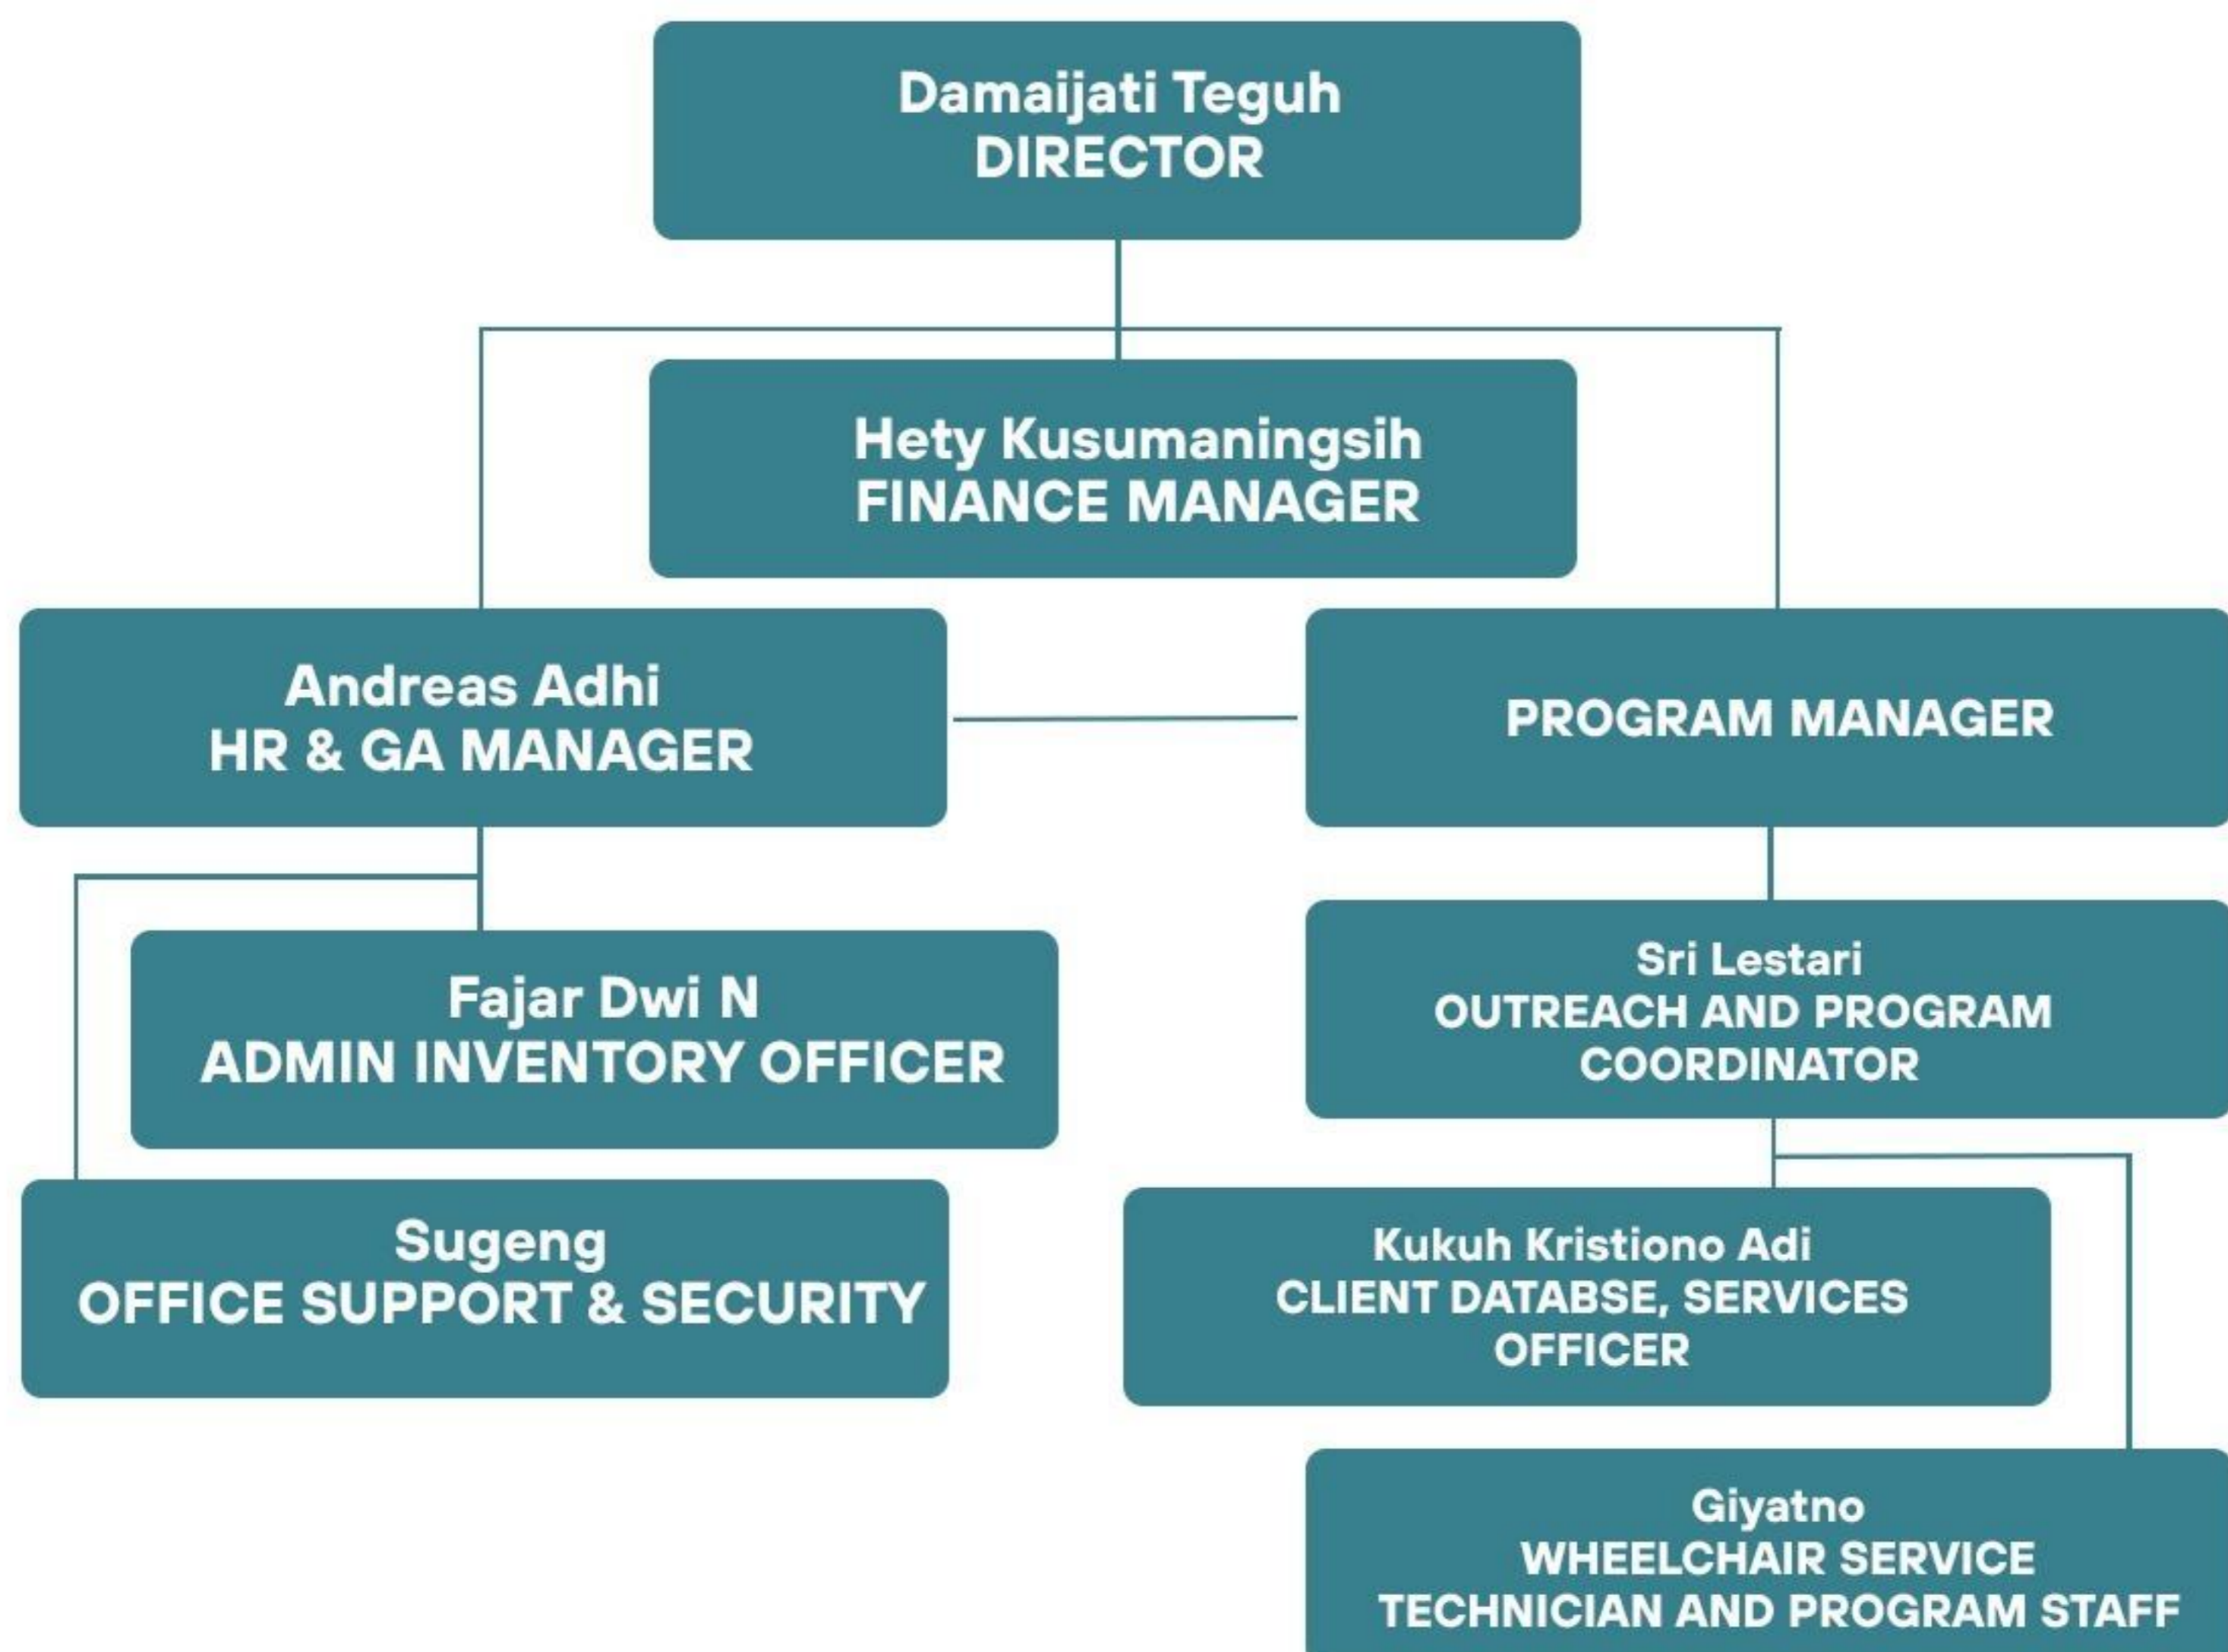 Damaijati Teguh
DIRECTOR
Hety Kusumaningsih
FINANCE MANAGER
Andreas Adhi
HR & GA MANAGER
PROGRAM MANAGER
Fajar Dwi N
ADMIN INVENTORY OFFICER
Sri Lestari
OUTREACH AND PROGRAM
COORDINATOR
Sugeng
OFFICE SUPPORT & SECURITY
Kukuh Kristiono Adi
CLIENT DATABSE, SERVICES
OFFICER
Giyatno
WHEELCHAIR SERVICE
TECHNICIAN AND PROGRAM STAFF